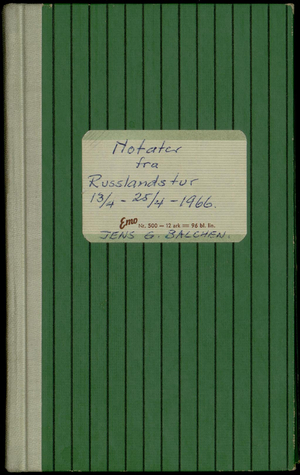 Notater
fra
Russlandstur
13/4 - 25/4 - 1966.
Emo Nr. 500 — 12 ark = 96 bl. lin.
JENS G. BALCHEN.